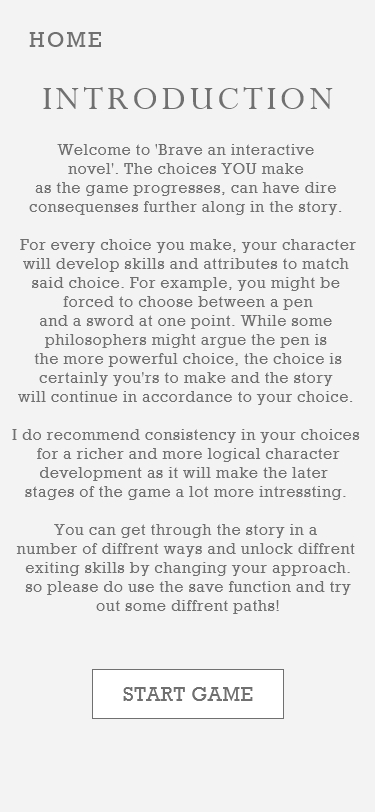 HOME
INTRODUCTION
Welcome to 'Brave an interactive
novel'. The choices YOU make
as the game progresses, can have dire
consequenses further along in the story.
For every choice you make, your character
will develop skills and attributes to match
said choice. For example, you might be
forced to choose between a pen
and a sword at one point. While some
philosophers might argue the pen is
the more powerful choice, the choice is
certainly you'rs to make and the story
will continue in accordance to your choice.
I do recommend consistency in your choices
for a richer and more logical character
development as it will make the later
stages of the game a lot more intressting.
You can get through the story in a
number of diffrent ways and unlock diffrent
exiting skills by changing your approach.
so please do use the save function and try
out some diffrent paths!
START GAME